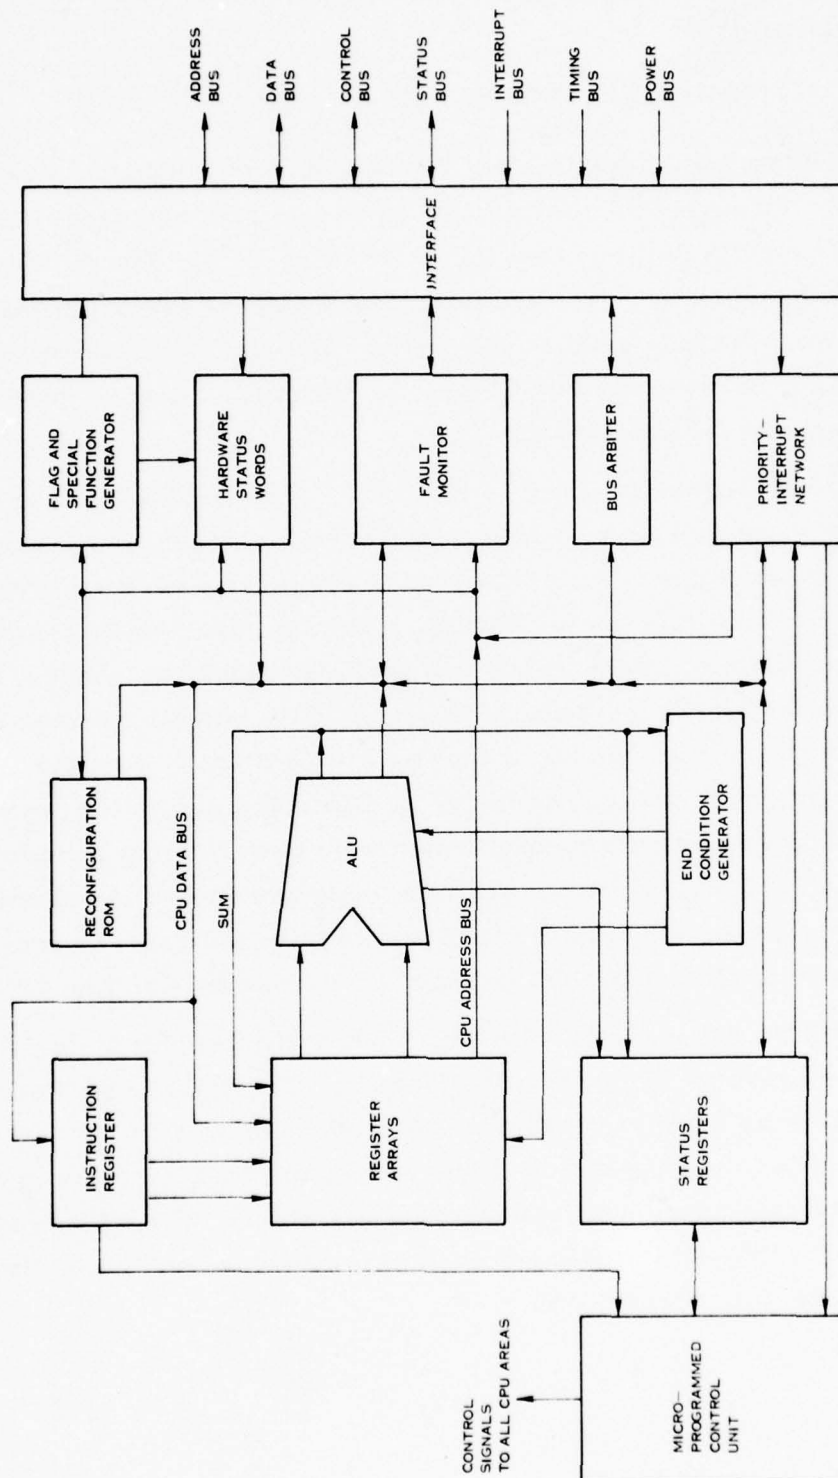 ADDRESS
BUS
DATA
BUS
CONTROL
BUS
STATUS
BUS
INTERRUPT
BUS
TIMING
BUS
POWER
BUS
INTERFACE
FLAG AND
SPECIAL
FUNCTION
GENERATOR
HARDWARE
STATUS
WORDS
FAULT
MONITOR
BUS ARBITER
PRIORITY–
INTERRUPT
NETWORK
RECONFIGURATION
ROM
CPU DATA BUS
SUM
ALU
CPU ADDRESS BUS
END
CONDITION
GENERATOR
INSTRUCTION
REGISTER
REGISTER
ARRAYS
STATUS
REGISTERS
CONTROL
SIGNALS
TO ALL CPU AREAS
MICRO–
PROGRAMMED
CONTROL
UNIT